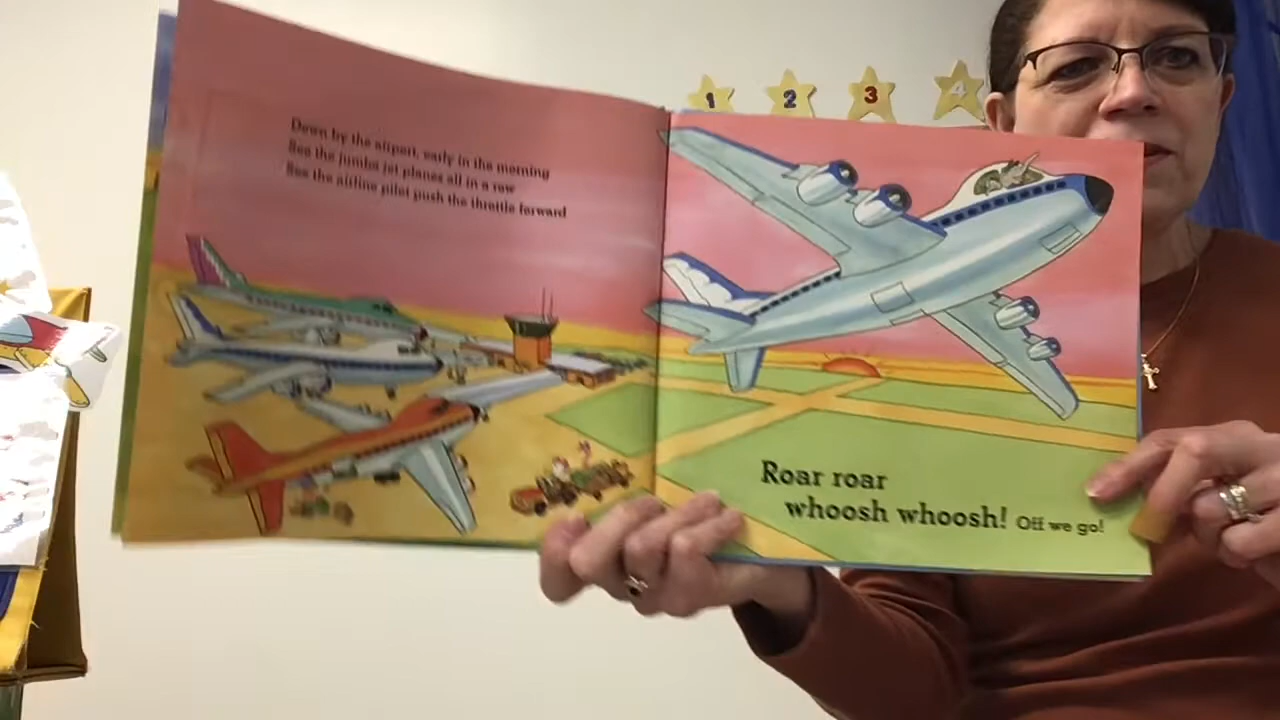 1 2 3 4
Down by the airport, early in the morning
See the jumbo jet planes all in a row
See the airline pilot push the throttle forward
Roar roar
whoosh whoosh! Off we go!